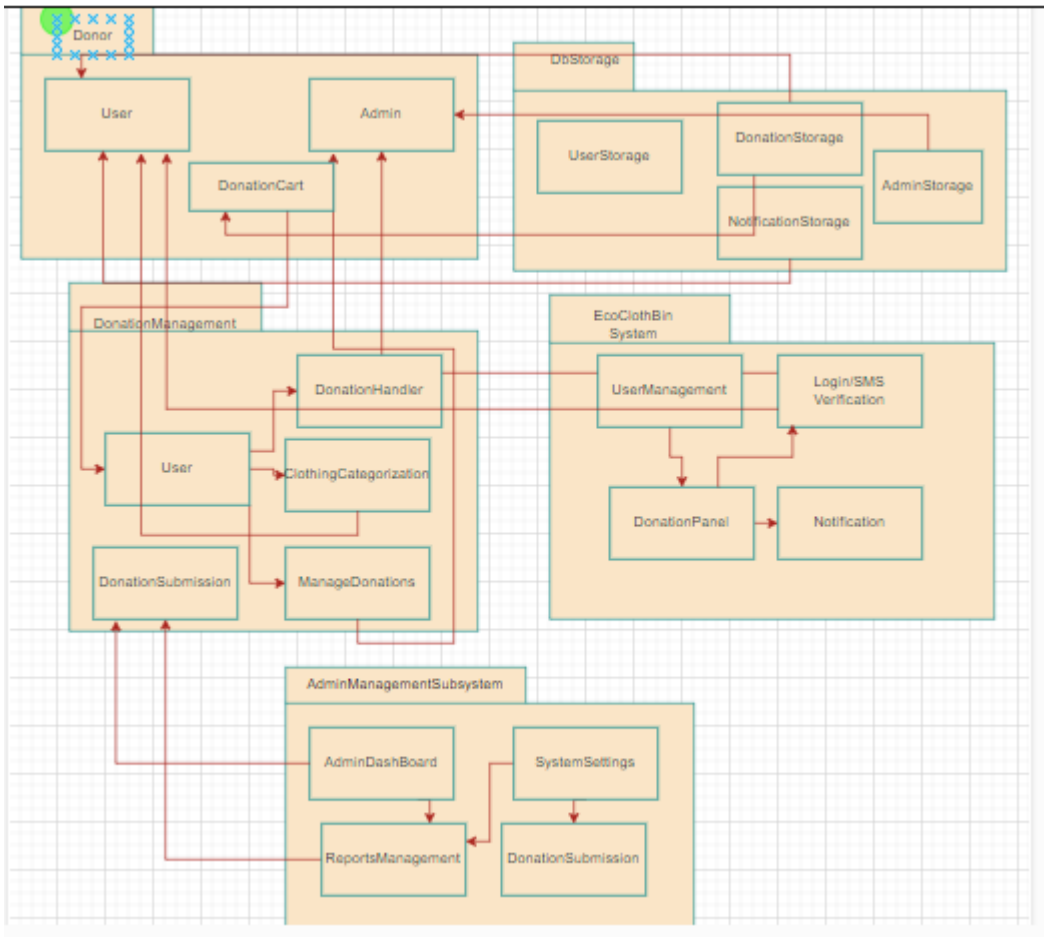 Donor
User
Admin
DonationCart
DbStorage
UserStorage
DonationStorage
AdminStorage
NotificationStorage
DonationManagement
DonationHandler
User
ClothingCategorization
DonationSubmission
ManageDonations
EcoClothBin
System
UserManagement
Login/SMS
Verification
DonationPanel
Notification
AdminManagementSubsystem
AdminDashBoard
SystemSettings
ReportsManagement
DonationSubmission